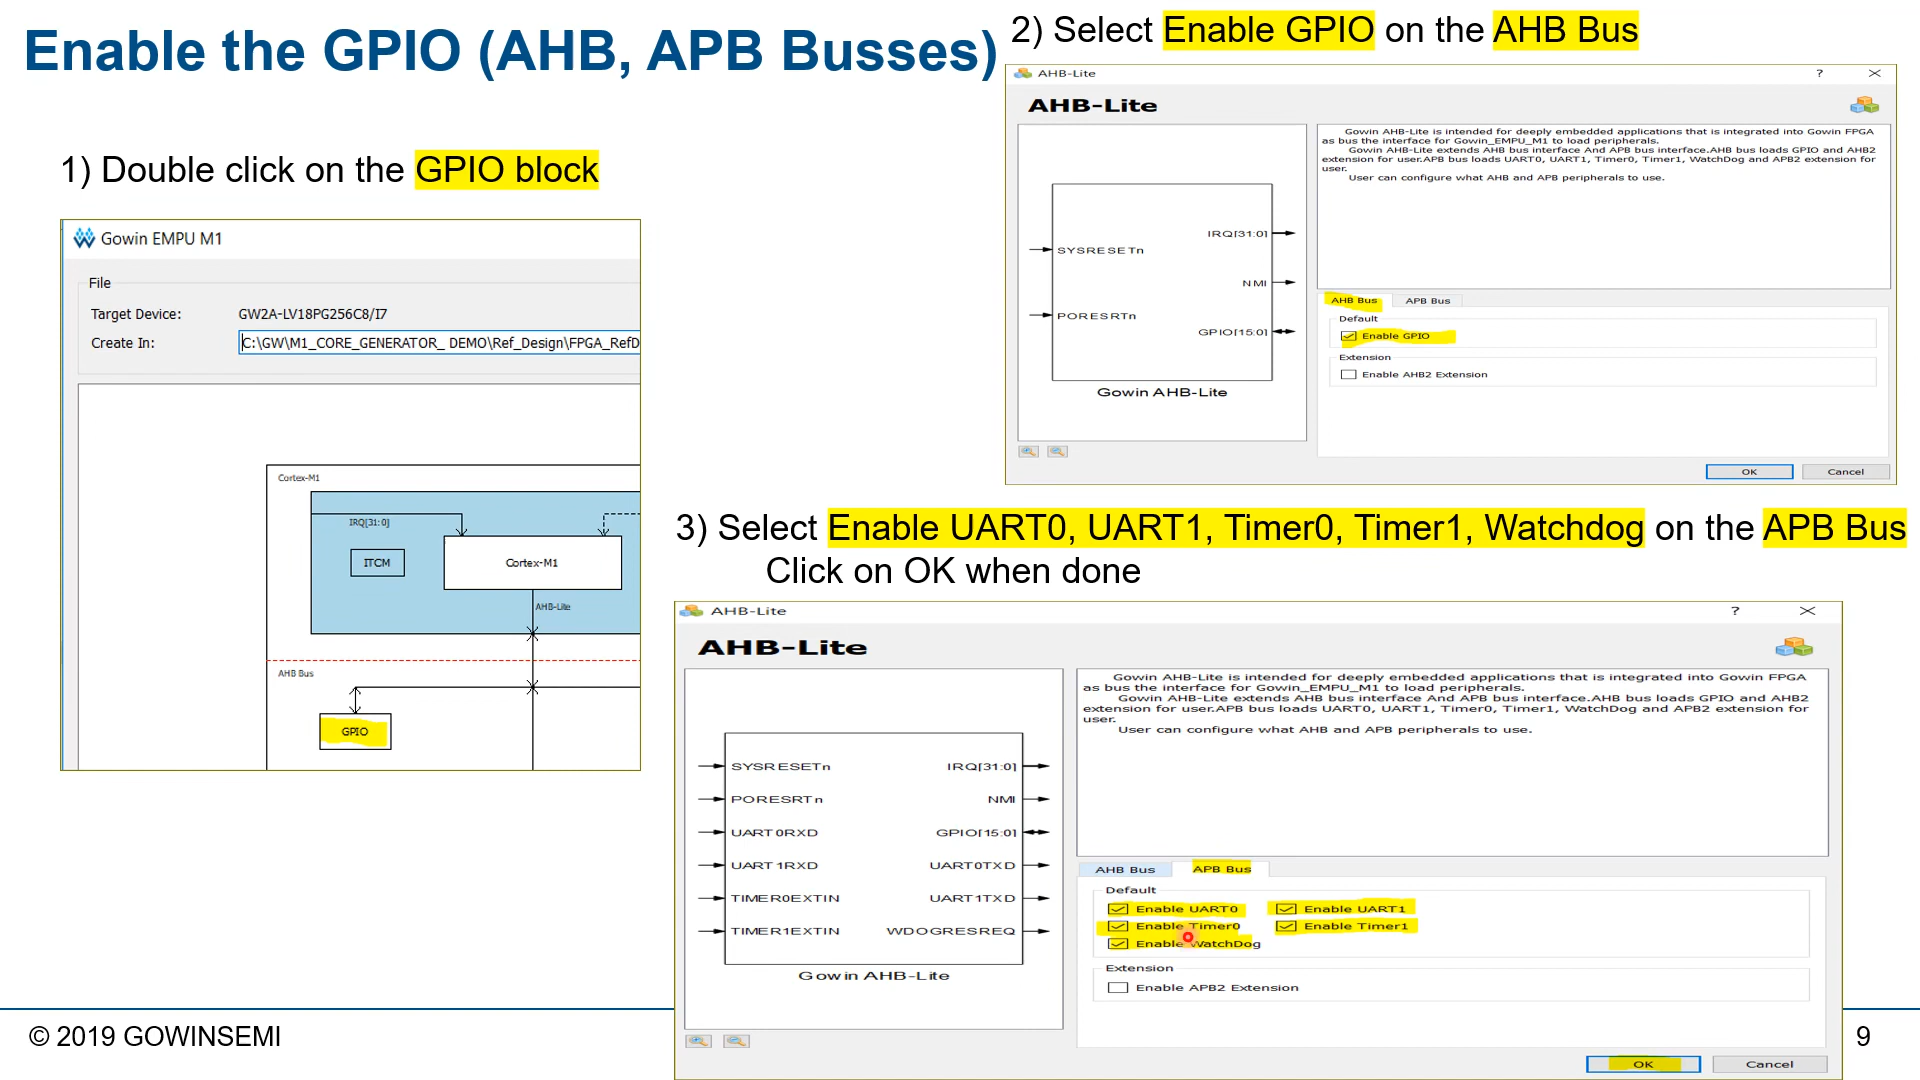 Enable the GPIO (AHB, APB Busses)
1) Double click on the GPIO block
Gowin EMPU M1
File
Target Device: GW2A-LV18PG256C8/I7
Create In: C:\GW\M1_CORE_GENERATOR_ DEMO\Ref_Design\FPGA_RefD
Cortex-M1
IRQ[31:0]
ITCM
Cortex-M1
AHB-Lite
AHB Bus
GPIO
2) Select Enable GPIO on the AHB Bus
AHB-Lite ?
AHB-Lite
SYSRESETn
PORESRTn
IRQ[31:0]
NMI
GPIO[15:0]
Gowin AHB-Lite
Gowin AHB-Lite is intended for deeply embedded applications that is integrated into Gowin FPGA
as bus the interface for Gowin_EMPU_M1 to load peripherals.
Gowin AHB-Lite extends AHB bus interface And APB bus interface.AHB bus loads GPIO and AHB2
extension for user.APB bus loads UART0, UART1, Timer0, Timer1, WatchDog and APB2 extension for
user.
User can configure what AHB and APB peripherals to use.
AHB Bus APB Bus
Default
Enable GPIO
Extension
Enable AHB2 Extension
OK Cancel
3) Select Enable UART0, UART1, Timer0, Timer1, Watchdog on the APB Bus
Click on OK when done
AHB-Lite ?
AHB-Lite
SYSRESETn IRQ[31:0]
PORESRTn NMI
UART0RXD GPIO[15:0]
UART1RXD UART0TXD
TIMER0EXTIN UART1TXD
TIMER1EXTIN WDOGRESREQ
Gowin AHB-Lite
Gowin AHB-Lite is intended for deeply embedded applications that is integrated into Gowin FPGA
as bus the interface for Gowin_EMPU_M1 to load peripherals.
Gowin AHB-Lite extends AHB bus interface And APB bus interface.AHB bus loads GPIO and AHB2
extension for user.APB bus loads UART0, UART1, Timer0, Timer1, WatchDog and APB2 extension for
user.
User can configure what AHB and APB peripherals to use.
AHB Bus APB Bus
Default
Enable UART0 Enable UART1
Enable Timer0 Enable Timer1
Enable WatchDog
Extension
Enable APB2 Extension
OK Cancel
© 2019 GOWINSEMI
9